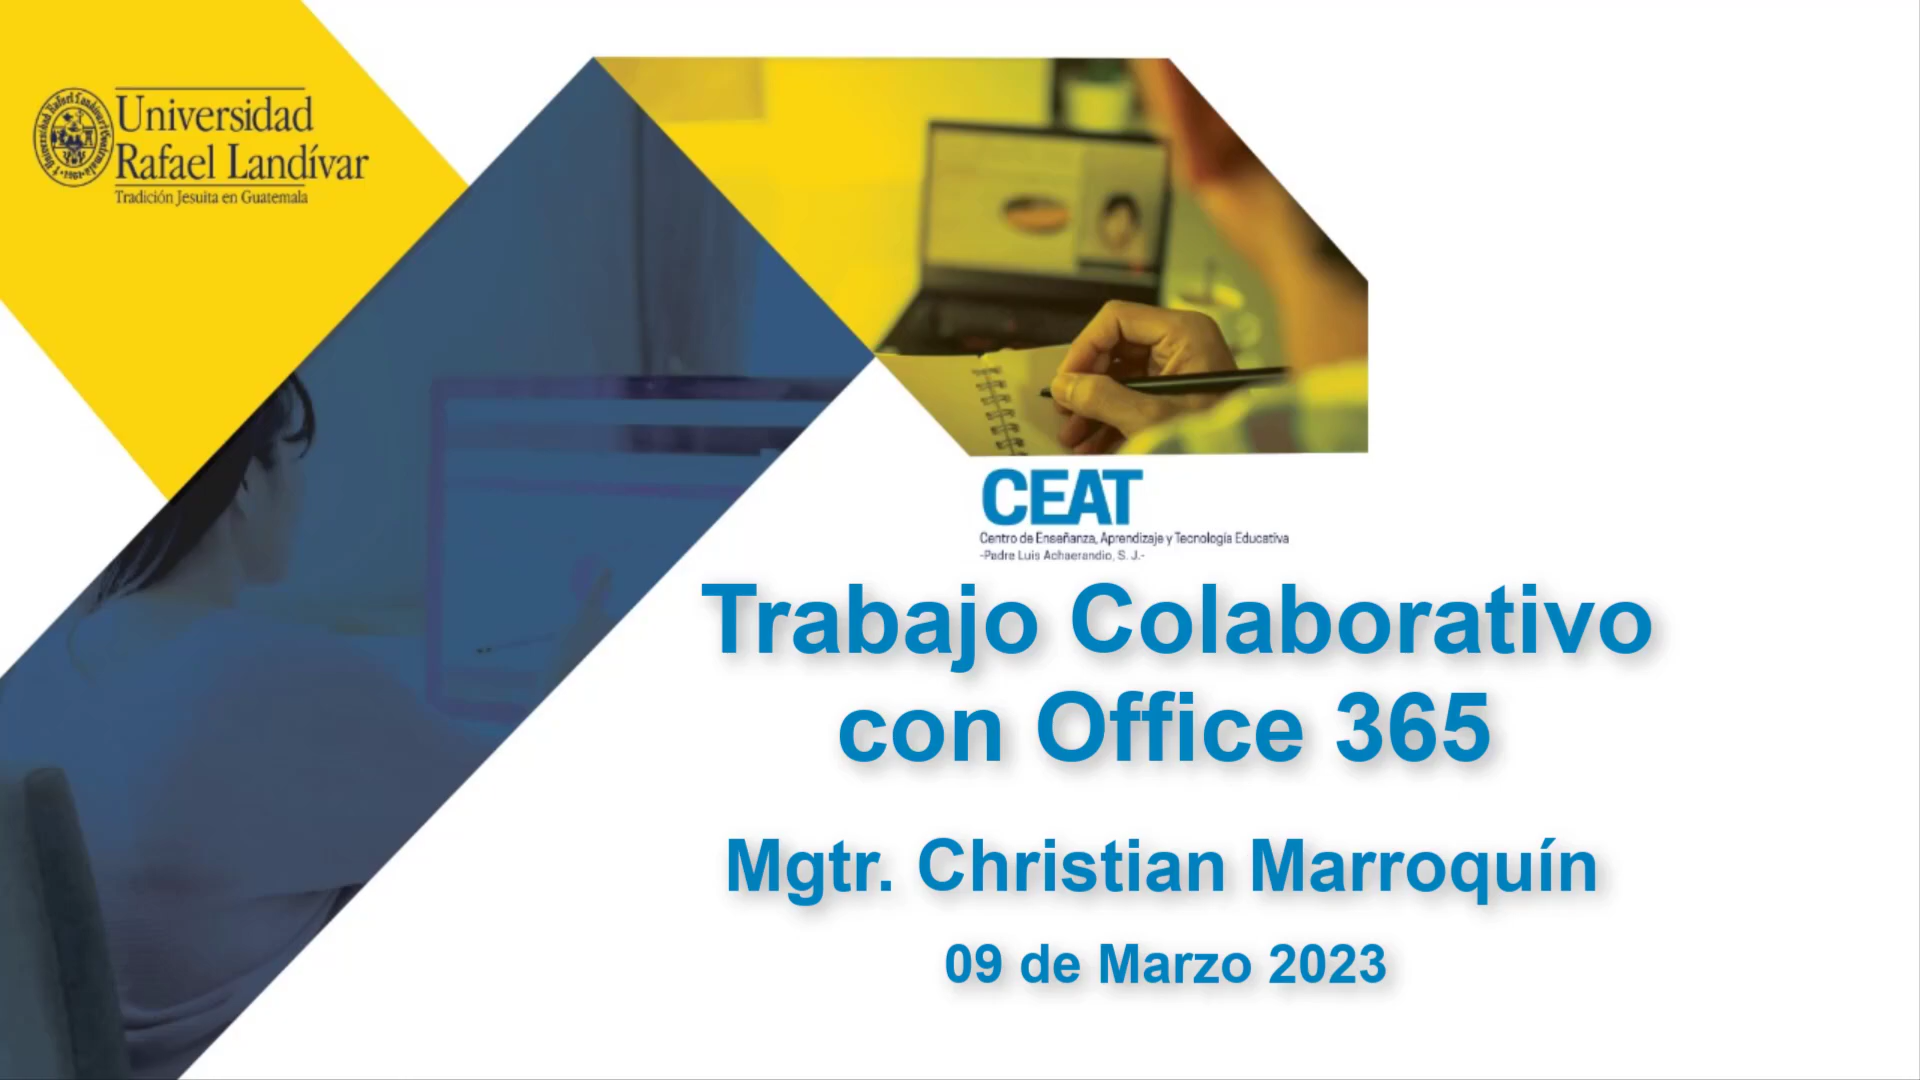 Universidad
Rafael Landívar
Tradición Jesuita en Guatemala
CEAT
Centro de Enseñanza, Aprendizaje y Tecnología Educativa
-Padre Luis Achaerandio, S. J.-
Trabajo Colaborativo
con Office 365
Mgtr. Christian Marroquín
09 de Marzo 2023